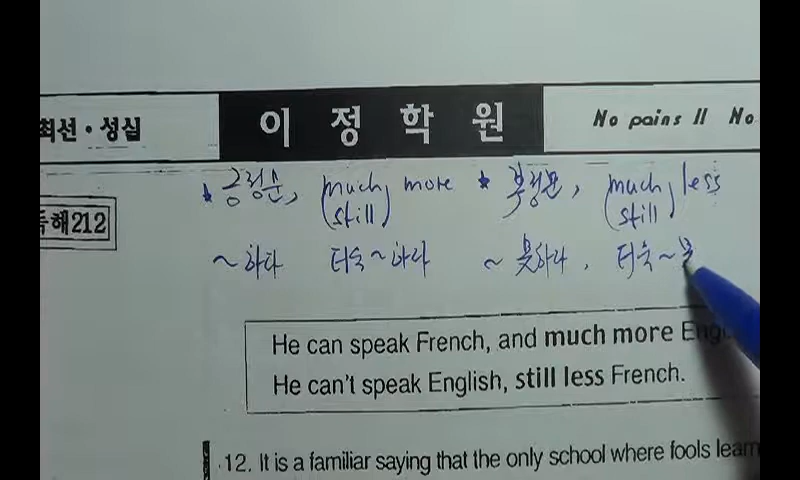 최선·성실 이정학원 No pains !! No
* 긍정문, much (still) more * 부정문, much (still) less
독해212
~하다 더욱~하다 ~못하다, 더욱~못
He can speak French, and much more Eng
He can't speak English, still less French.
12. It is a familiar saying that the only school where fools learn